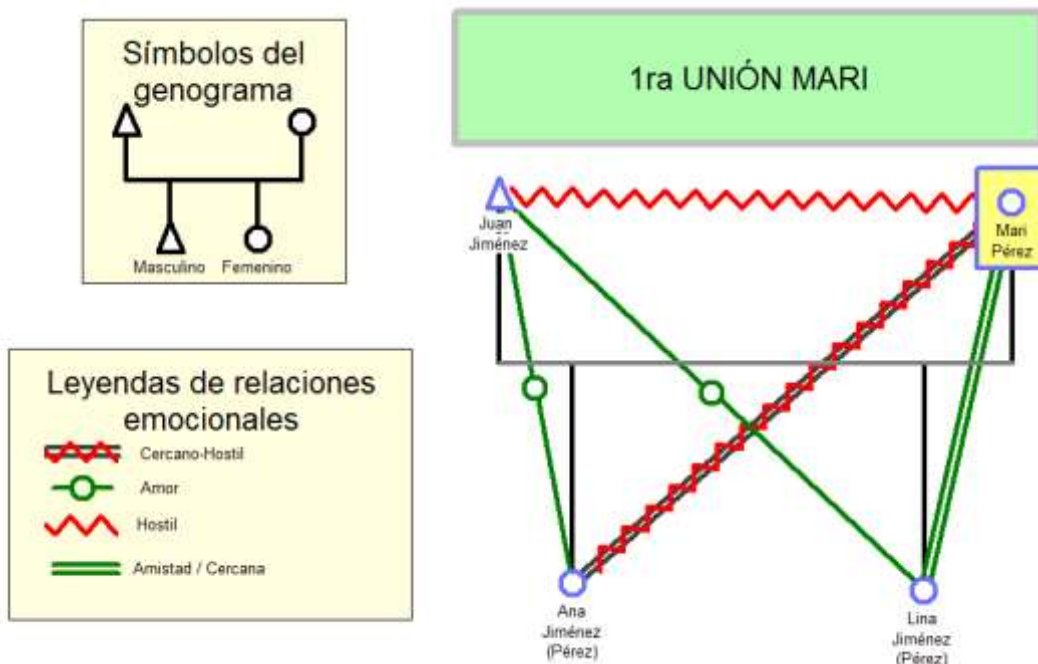 Símbolos del
genograma
Masculino Femenino
Leyendas de relaciones
emocionales
Cercano-Hostil
Amor
Hostil
Amistad / Cercana
1ra UNIÓN MARI
Juan
Jiménez
Mari
Pérez
Ana
Jiménez
(Pérez)
Lina
Jiménez
(Pérez)